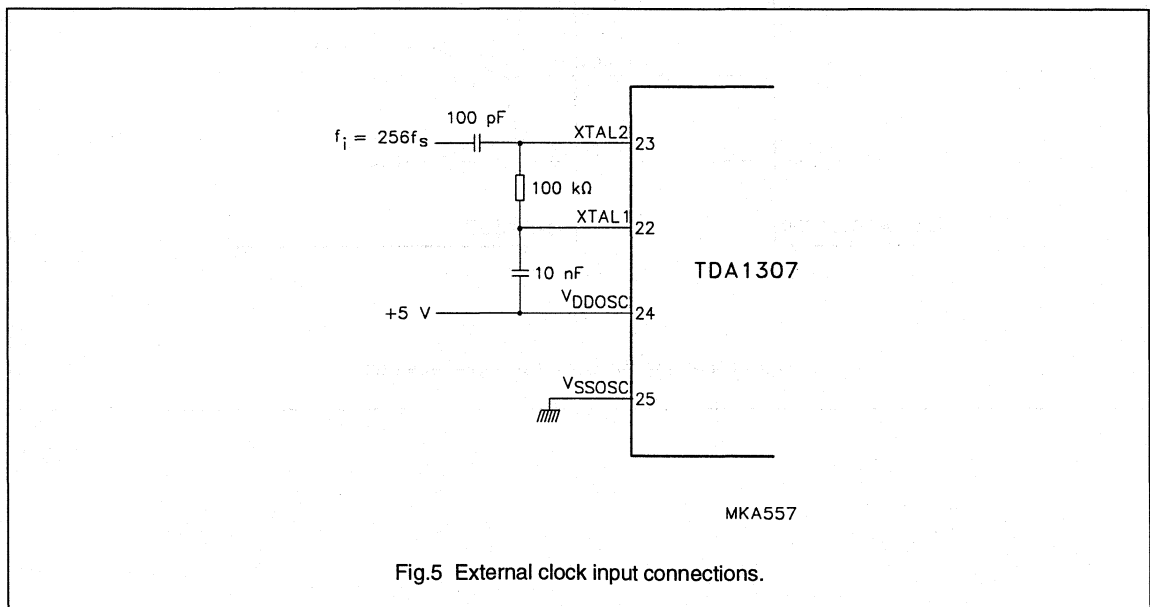 100 pF
f_i = 256f_s
XTAL2
23
100 kΩ
XTAL1
22
TDA1307
10 nF
V_DDOSC
+5 V
24
V_SSOSC
25
MKA557
Fig.5 External clock input connections.